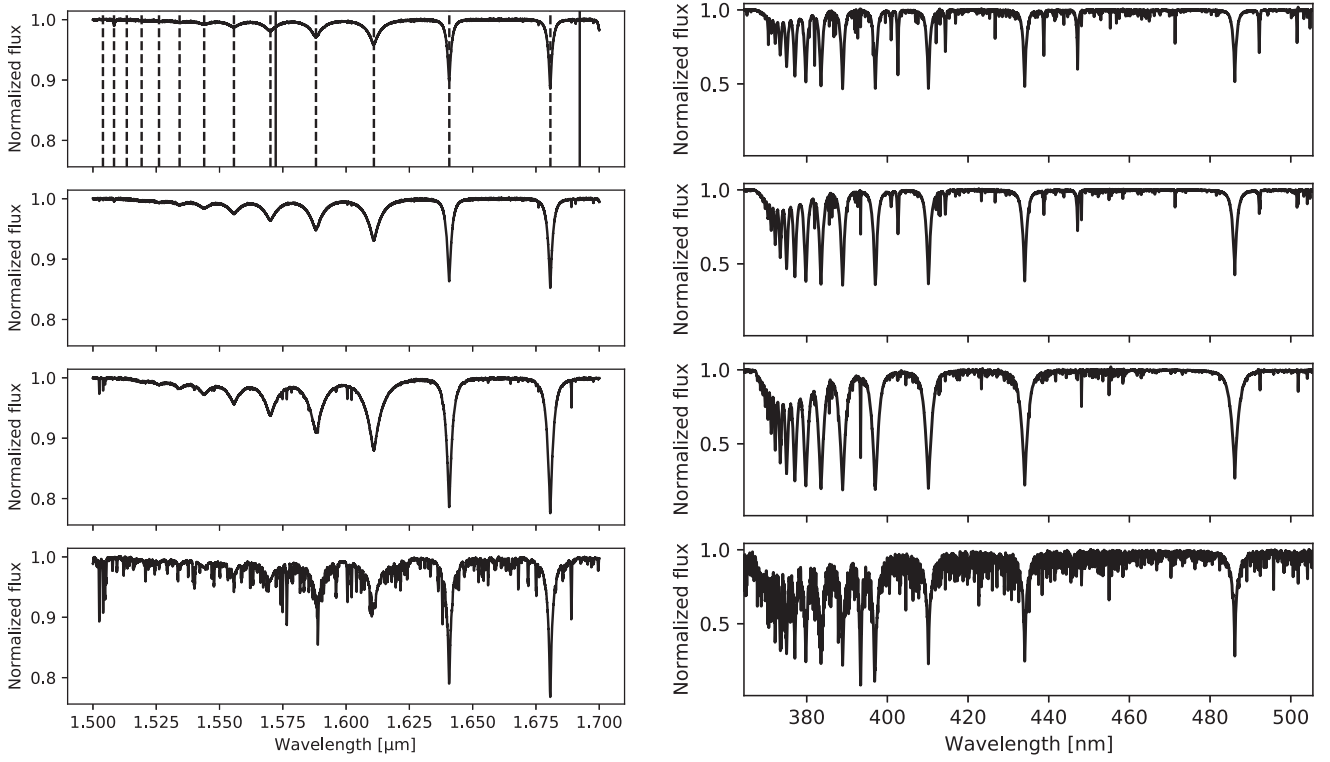 Normalized flux
1.0
0.9
0.8
Normalized flux
1.0
0.9
0.8
Normalized flux
1.0
0.9
0.8
Normalized flux
1.0
0.9
0.8
1.500 1.525 1.550 1.575 1.600 1.625 1.650 1.675 1.700
Wavelength [μm]
Normalized flux
1.0
0.5
Normalized flux
1.0
0.5
Normalized flux
1.0
0.5
Normalized flux
1.0
0.5
380 400 420 440 460 480 500
Wavelength [nm]